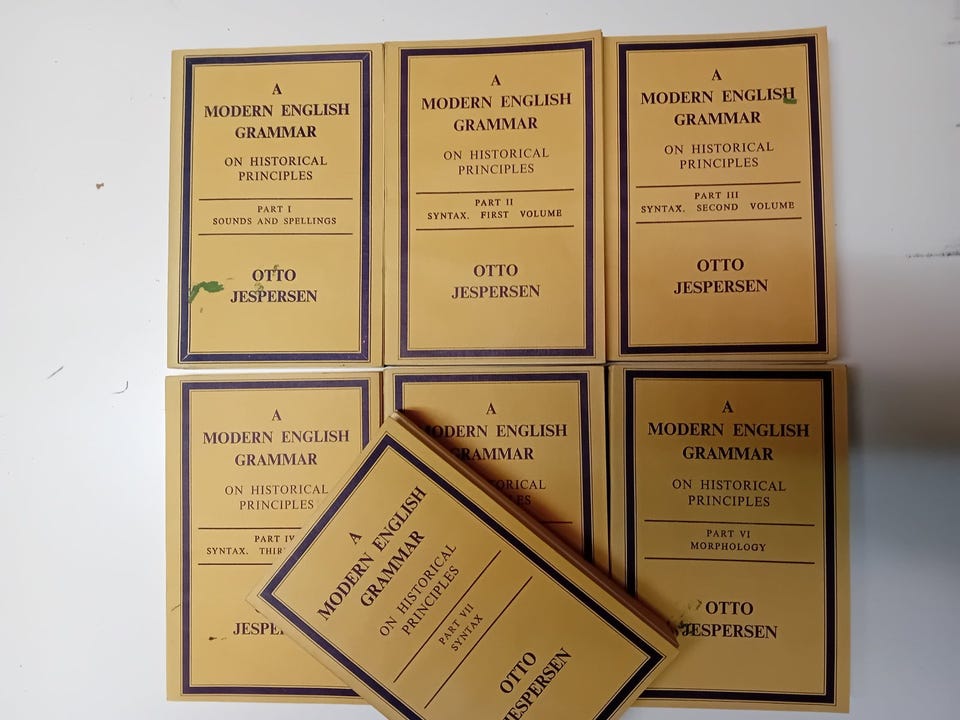 A
MODERN ENGLISH
GRAMMAR
ON HISTORICAL
PRINCIPLES
PART I
SOUNDS AND SPELLINGS
OTTO
JESPERSEN
A
MODERN ENGLISH
GRAMMAR
ON HISTORICAL
PRINCIPLES
PART II
SYNTAX. FIRST VOLUME
OTTO
JESPERSEN
A
MODERN ENGLISH
GRAMMAR
ON HISTORICAL
PRINCIPLES
PART III
SYNTAX. SECOND VOLUME
OTTO
JESPERSEN
A
MODERN ENGLISH
GRAMMAR
ON HISTORICAL
PRINCIPLES
PART IV
SYNTAX.
A
ENGLISH
A
MODERN ENGLISH
GRAMMAR
ON HISTORICAL
PRINCIPLES
PART VI
MORPHOLOGY
OTTO
JESPERSEN
A
MODERN ENGLISH
GRAMMAR
ON HISTORICAL
PRINCIPLES
PART VII
SYNTAX
OTTO
JESPERSEN